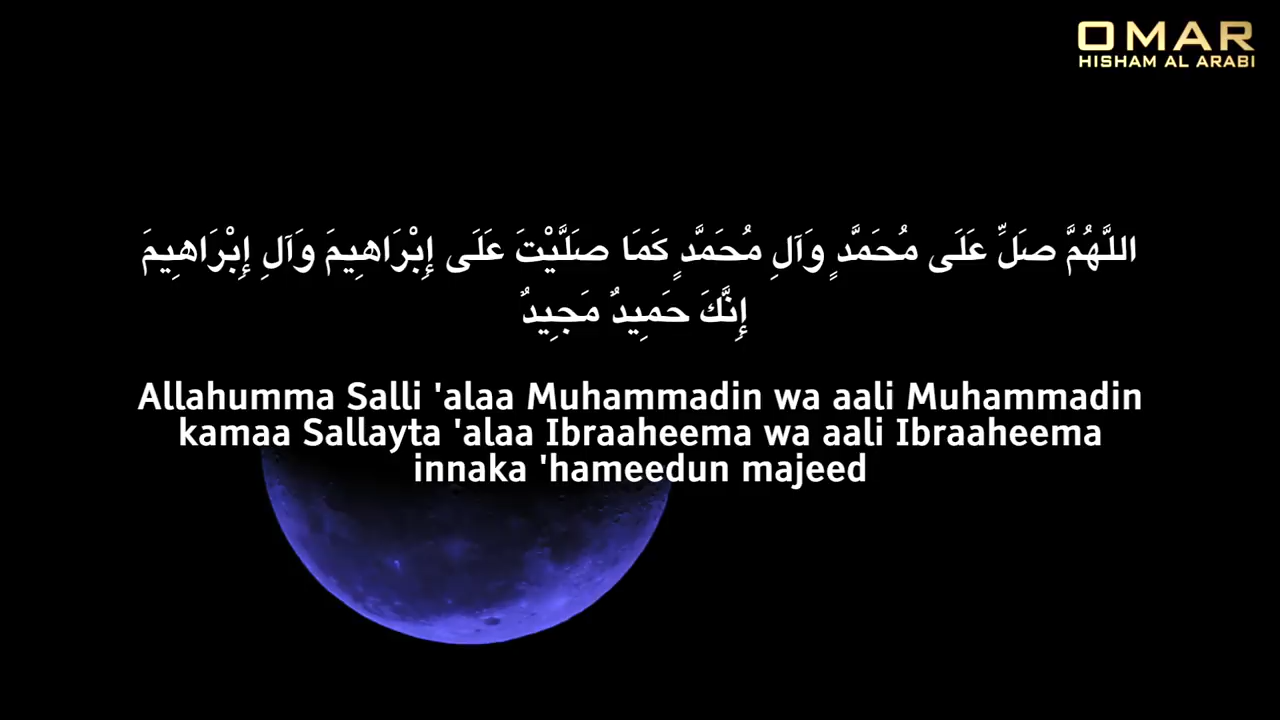 OMAR
HISHAM AL ARABI
اللَّهُمَّ صَلِّ عَلَى مُحَمَّدٍ وَآلِ مُحَمَّدٍ كَمَا صَلَّيْتَ عَلَى إِبْرَاهِيمَ وَآلِ إِبْرَاهِيمَ
إِنَّكَ حَمِيدٌ مَجِيدٌ
Allahumma Salli 'alaa Muhammadin wa aali Muhammadin
kamaa Sallayta 'alaa Ibraaheema wa aali Ibraaheema
innaka 'hameedun majeed